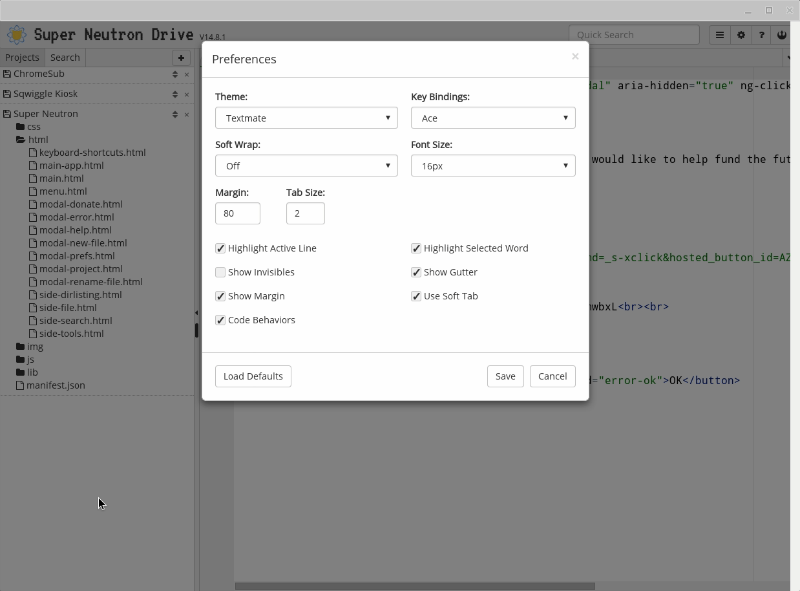 Super Neutron Drive v14.8.1
Quick Search
?
Projects Search +
ChromeSub
Sqwiggle Kiosk
Super Neutron
css
html
keyboard-shortcuts.html
main-app.html
main.html
menu.html
modal-donate.html
modal-error.html
modal-help.html
modal-new-file.html
modal-prefs.html
modal-project.html
modal-rename-file.html
side-dirlisting.html
side-file.html
side-search.html
side-tools.html
img
js
lib
manifest.json
Preferences ×
Theme: Key Bindings:
Textmate Ace
Soft Wrap: Font Size:
Off 16px
Margin: Tab Size:
80 2
Highlight Active Line Highlight Selected Word
Show Invisibles Show Gutter
Show Margin Use Soft Tab
Code Behaviors
Load Defaults Save Cancel
" aria-hidden="true" ng-click
would like to help fund the fut
=_s-xclick&hosted_button_id=AZ
<br><br>
="error-ok">OK</button>